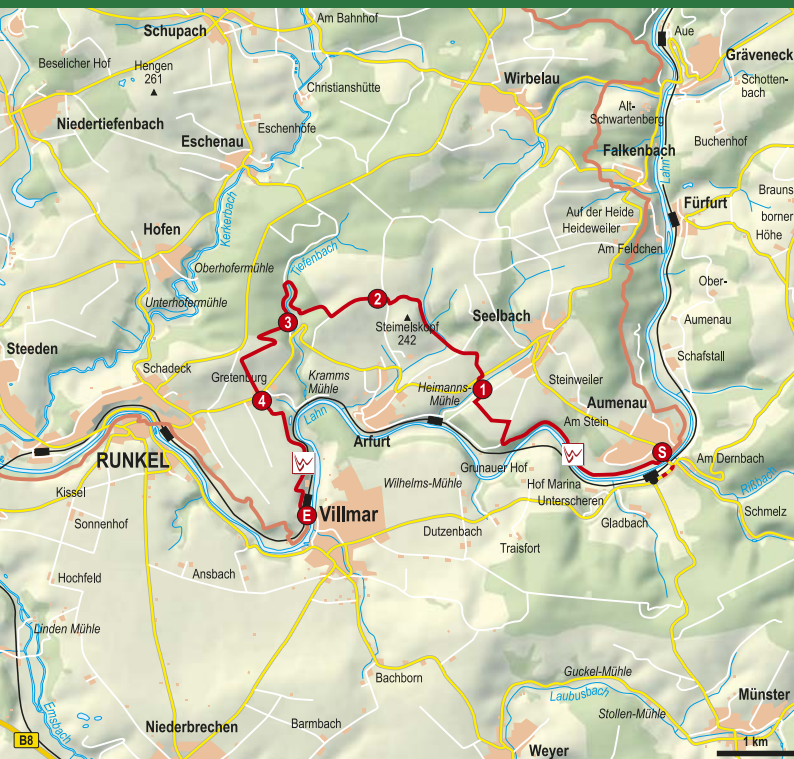 Am Bahnhof
Schupach
Aue
Gräveneck
Beselicher Hof
Hengen
261
Christianshütte
Wirbelau
Schotten-
bach
Alt-
Schwartenberg
Niedertiefenbach
Eschenhöfe
Eschenau
Buchenhof
Falkenbach
Lahn
Brauns
borner
Höhe
Fürfurt
Kerkerbach
Auf der Heide
Heideweiler
Hofen
Am Feldchen
Tiefenbach
Oberhofermühle
Ober-
Aumenau
Unterhofermühle
2
3
Steimelskopf
242
Seelbach
Steeden
Schafstall
Schadeck
Gretenburg
Kramms
Mühle
Heimanns-
Mühle
1
Steinweiler
4
Lahn
Aumenau
Am Stein
Arfurt
S
RUNKEL
Grunauer Hof
Am Dernbach
Wilhelms-Mühle
Hof Marina
Rißbach
Kissel
Unterscheren
E
Villmar
Schmelz
Sonnenhof
Gladbach
Dutzenbach
Traisfort
Ansbach
Hochfeld
Linden Mühle
Guckel-Mühle
Bachborn
Laubusbach
Münster
Emsbach
Stollen-Mühle
Niederbrechen
Barmbach
B8
Weyer
1 km